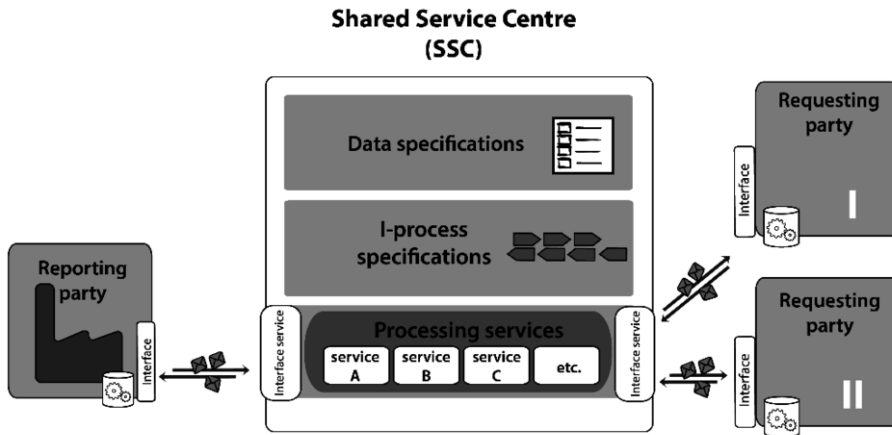 Shared Service Centre
(SSC)
Data specifications
I-process
specifications
Processing services
Interface service
service
A
service
B
service
C
etc.
Interface service
Reporting
party
Interface
Requesting
party
I
Interface
Requesting
party
II
Interface